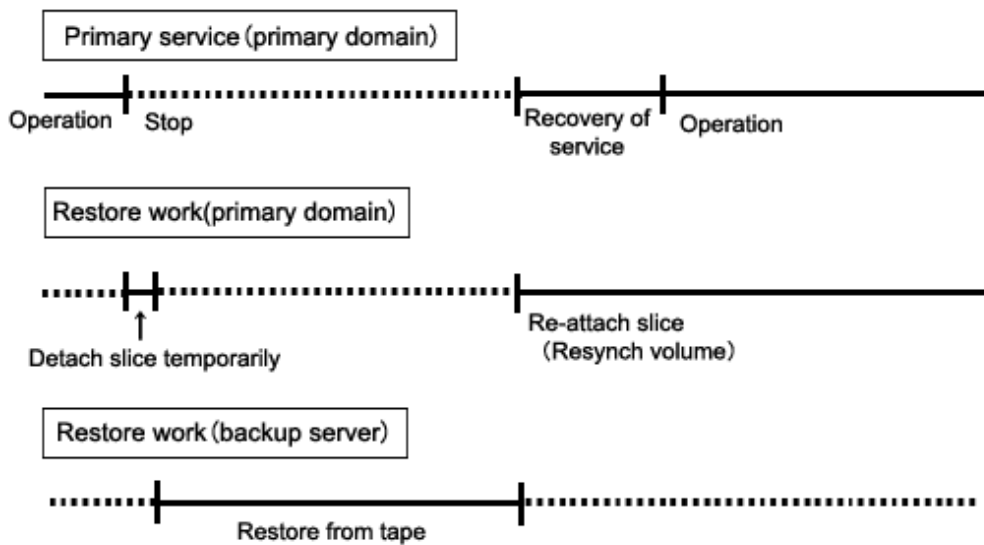 Primary service(primary domain)
Operation
Stop
Recovery of
service
Operation
Restore work(primary domain)
Detach slice temporarily
Re-attach slice
(Resynch volume)
Restore work(backup server)
Restore from tape